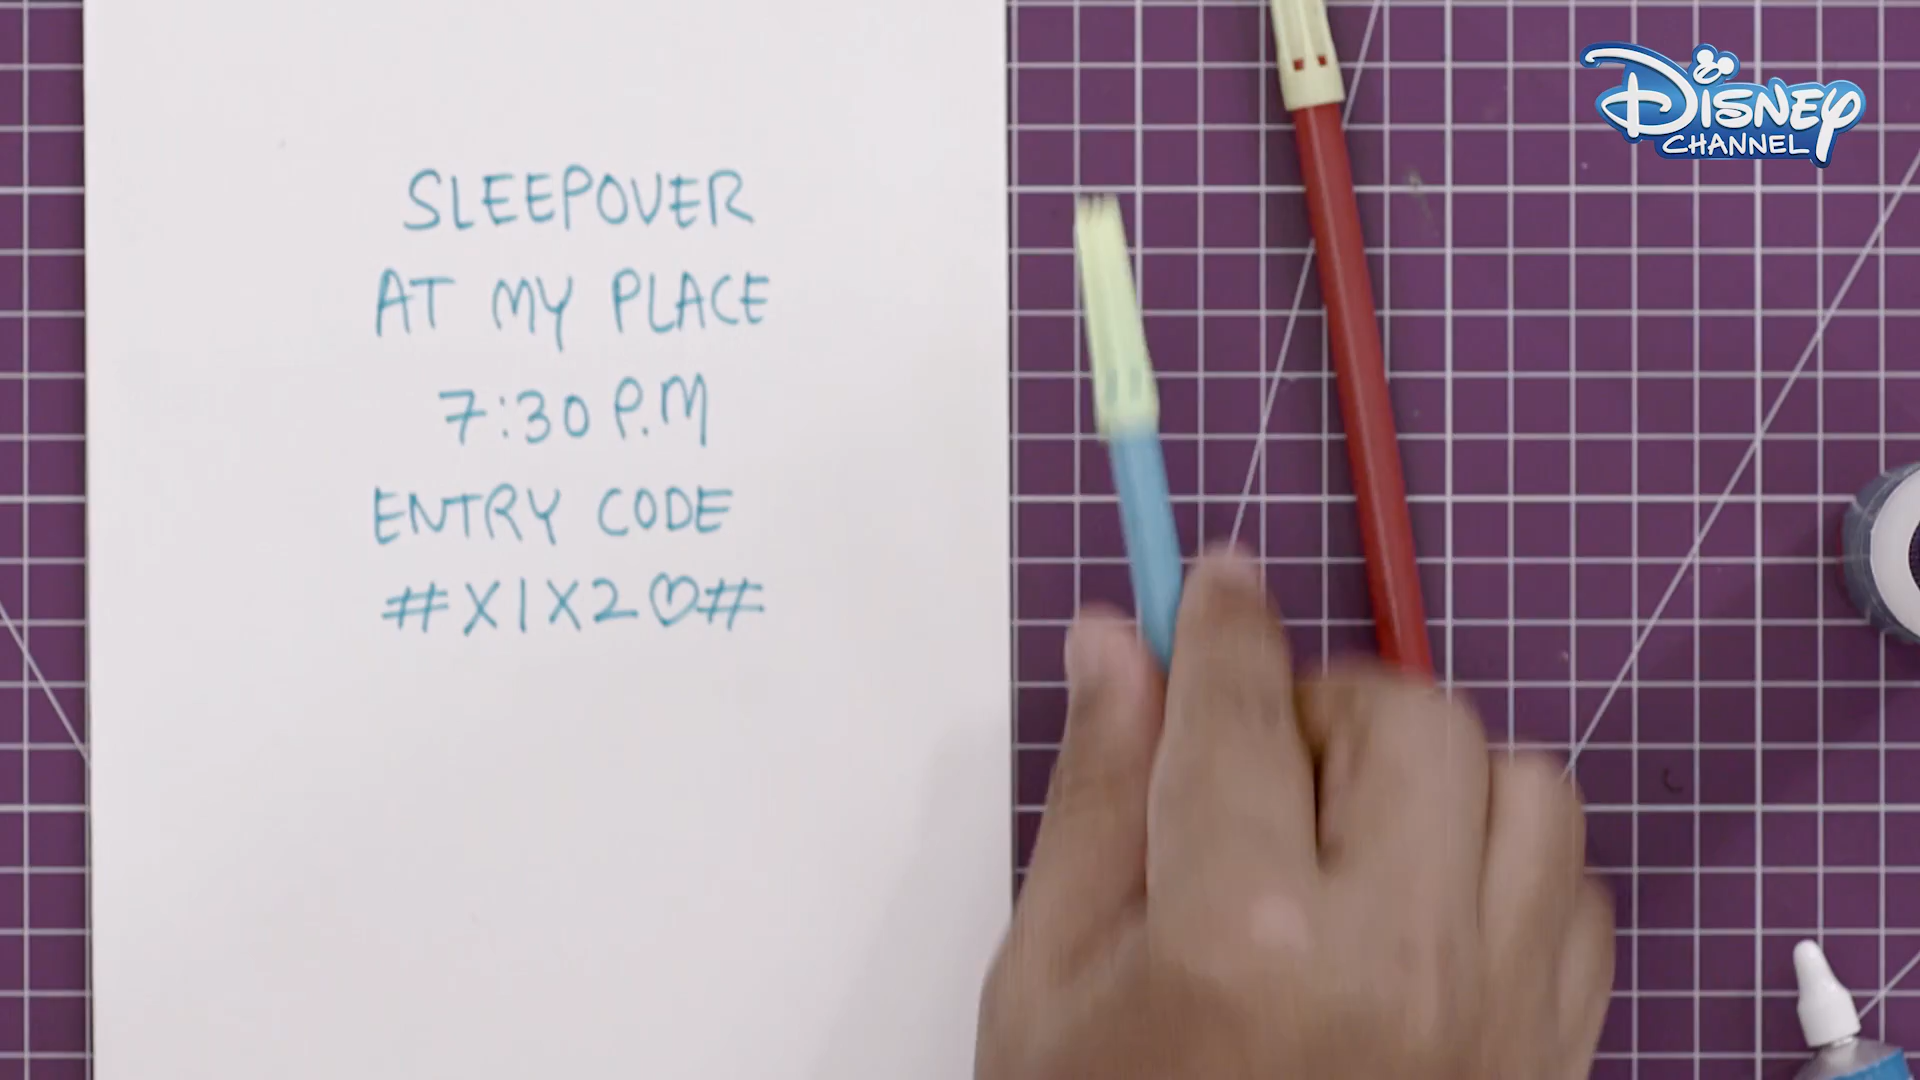 SLEEPOVER
AT MY PLACE
7:30 P.M
ENTRY CODE
#X1X2♡#
DISNEY
CHANNEL